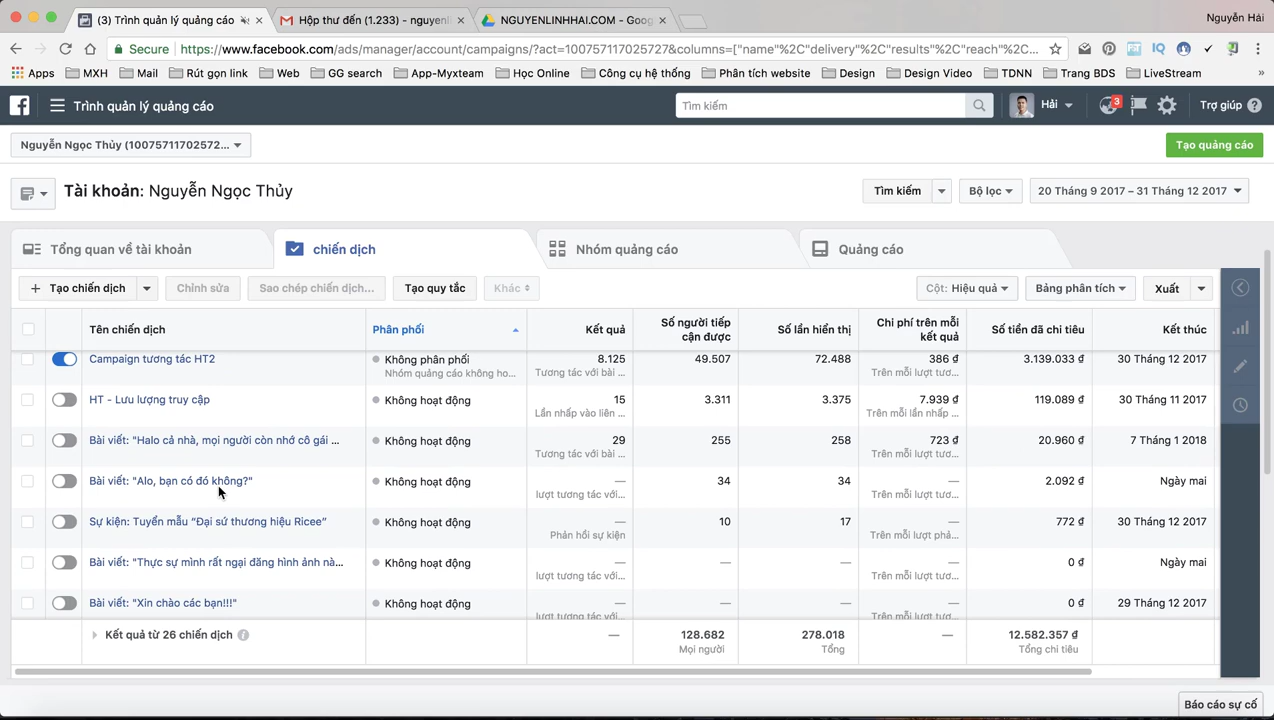 (3) Trình quản lý quảng cáo
Hộp thư đến (1.233) - nguyenl
NGUYENLINHHAI.COM - Goog
Nguyễn Hải
Secure
https://www.facebook.com/ads/manager/account/campaigns/?act=100757117025727&columns=["name"%2C"delivery"%2C"results"%2C"reach"%2C...
Apps MXH Mail Rút gọn link Web GG search App-Myxteam Học Online Công cụ hệ thống Phân tích website Design Design Video TDNN Trang BDS LiveStream »
Trình quản lý quảng cáo
Tìm kiếm
Hải
3
Trợ giúp
Nguyễn Ngọc Thủy (10075711702572...
Tạo quảng cáo
Tài khoản: Nguyễn Ngọc Thủy
Tìm kiếm
Bộ lọc
20 Tháng 9 2017 – 31 Tháng 12 2017
Tổng quan về tài khoản
chiến dịch
Nhóm quảng cáo
Quảng cáo
+ Tạo chiến dịch
Chỉnh sửa
Sao chép chiến dịch...
Tạo quy tắc
Khác
Cột: Hiệu quả
Bảng phân tích
Xuất
Tên chiến dịch
Phân phối
Kết quả
Số người tiếp
cận được
Số lần hiển thị
Chi phí trên mỗi
kết quả
Số tiền đã chi tiêu
Kết thúc
Campaign tương tác HT2 Không phân phối 8.125 49.507 72.488 386 ₫ 3.139.033 ₫ 30 Tháng 12 2017
Nhóm quảng cáo không ho... Tương tác với bài ... Trên mỗi lượt tươ...
HT - Lưu lượng truy cập Không hoạt động 15 3.311 3.375 7.939 ₫ 119.089 ₫ 30 Tháng 11 2017
Lần nhấp vào liên ... Trên mỗi lần nhấp ...
Bài viết: "Halo cả nhà, mọi người còn nhớ cô gái ... Không hoạt động 29 255 258 723 ₫ 20.960 ₫ 7 Tháng 1 2018
Tương tác với bài ... Trên mỗi lượt tươ...
Bài viết: "Alo, bạn có đó không?" Không hoạt động — 34 34 — 2.092 ₫ Ngày mai
lượt tương tác với... Trên mỗi lượt tươ...
Sự kiện: Tuyển mẫu "Đại sứ thương hiệu Ricee" Không hoạt động — 10 17 — 772 ₫ 30 Tháng 12 2017
Phản hồi sự kiện Trên mỗi lượt phả...
Bài viết: "Thực sự mình rất ngại đăng hình ảnh nà... Không hoạt động — — — — 0 ₫ Ngày mai
lượt tương tác với... Trên mỗi lượt tươ...
Bài viết: "Xin chào các bạn!!!" Không hoạt động — — — — 0 ₫ 29 Tháng 12 2017
lượt tương tác với... Trên mỗi lượt tươ...
Kết quả từ 26 chiến dịch — 128.682 278.018 — 12.582.357 ₫
Mọi người Tổng Tổng chi tiêu
Báo cáo sự cố